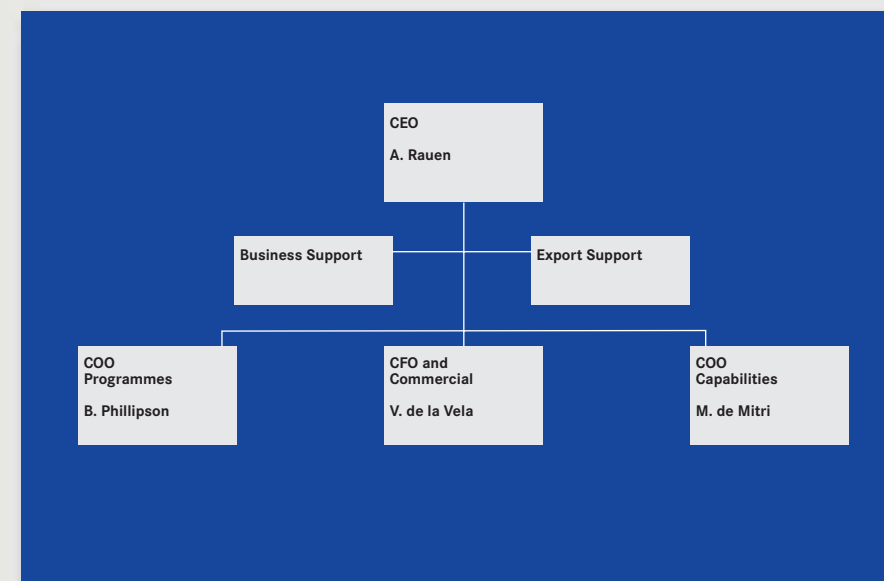 CEO
A. Rauen
Business Support
Export Support
COO
Programmes
B. Phillipson
CFO and
Commercial
V. de la Vela
COO
Capabilities
M. de Mitri